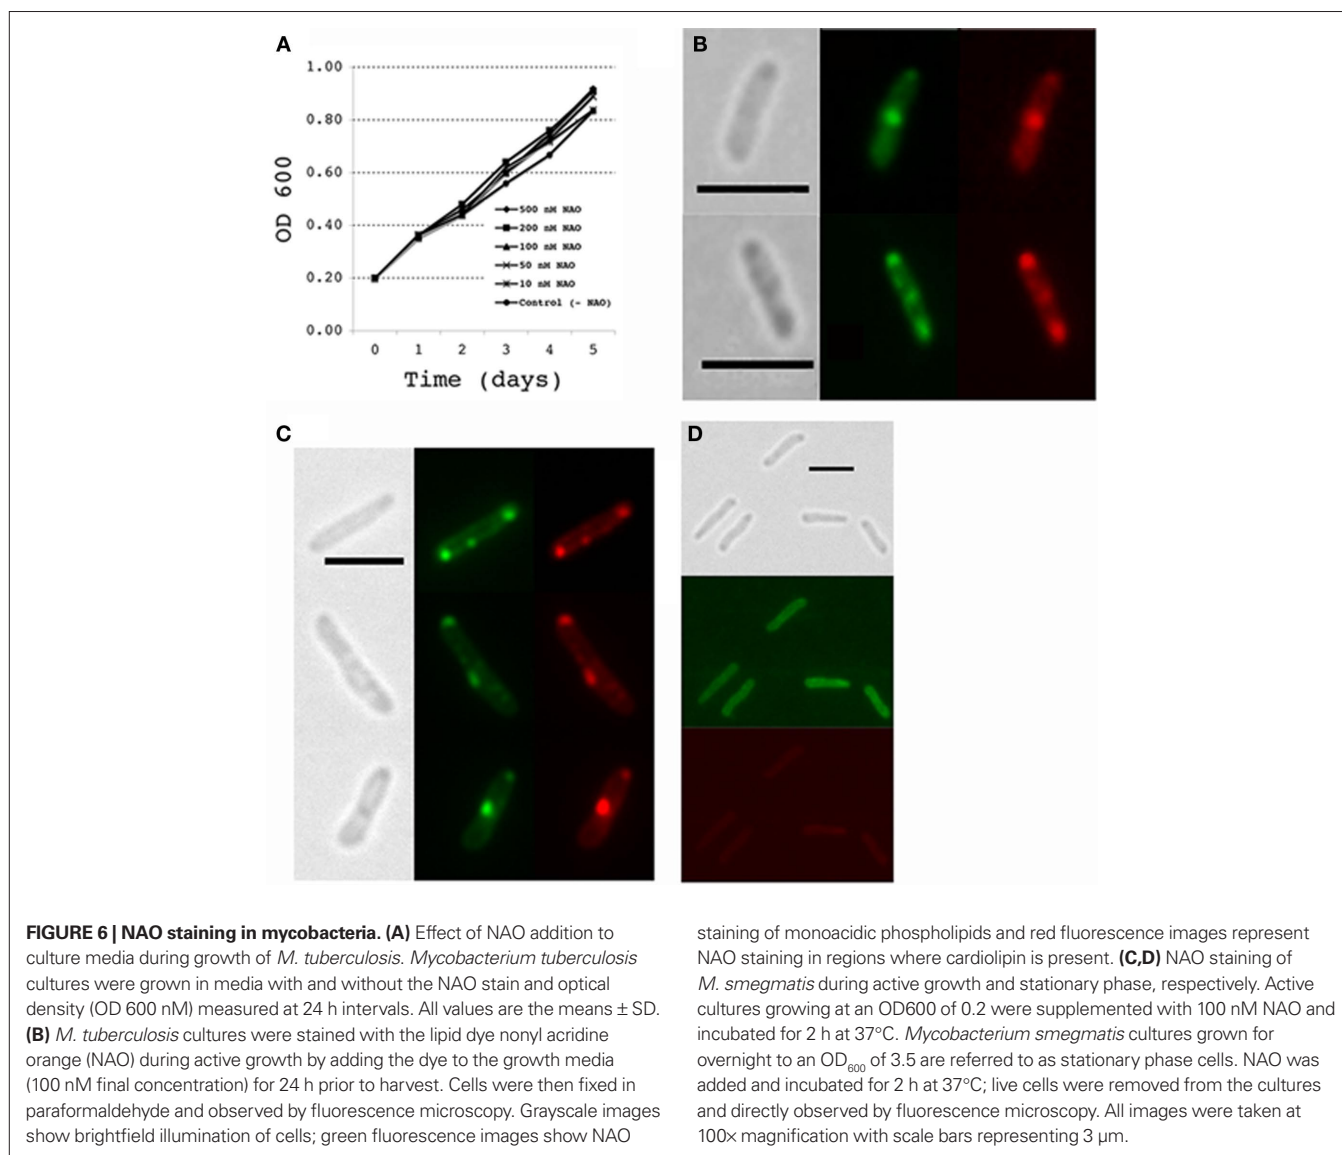 A
1.00
0.80
0.60
0.40
0.20
0.00
OD 600
500 nM NAO
200 nM NAO
100 nM NAO
50 nM NAO
10 nM NAO
Control (- NAO)
0 1 2 3 4 5
Time (days)
B
C
D
FIGURE 6 | NAO staining in mycobacteria. (A) Effect of NAO addition to
culture media during growth of M. tuberculosis. Mycobacterium tuberculosis
cultures were grown in media with and without the NAO stain and optical
density (OD 600 nM) measured at 24 h intervals. All values are the means ± SD.
(B) M. tuberculosis cultures were stained with the lipid dye nonyl acridine
orange (NAO) during active growth by adding the dye to the growth media
(100 nM final concentration) for 24 h prior to harvest. Cells were then fixed in
paraformaldehyde and observed by fluorescence microscopy. Grayscale images
show brightfield illumination of cells; green fluorescence images show NAO
staining of monoacidic phospholipids and red fluorescence images represent
NAO staining in regions where cardiolipin is present. (C,D) NAO staining of
M. smegmatis during active growth and stationary phase, respectively. Active
cultures growing at an OD600 of 0.2 were supplemented with 100 nM NAO and
incubated for 2 h at 37°C. Mycobacterium smegmatis cultures grown for
overnight to an OD600 of 3.5 are referred to as stationary phase cells. NAO was
added and incubated for 2 h at 37°C; live cells were removed from the cultures
and directly observed by fluorescence microscopy. All images were taken at
100× magnification with scale bars representing 3 μm.